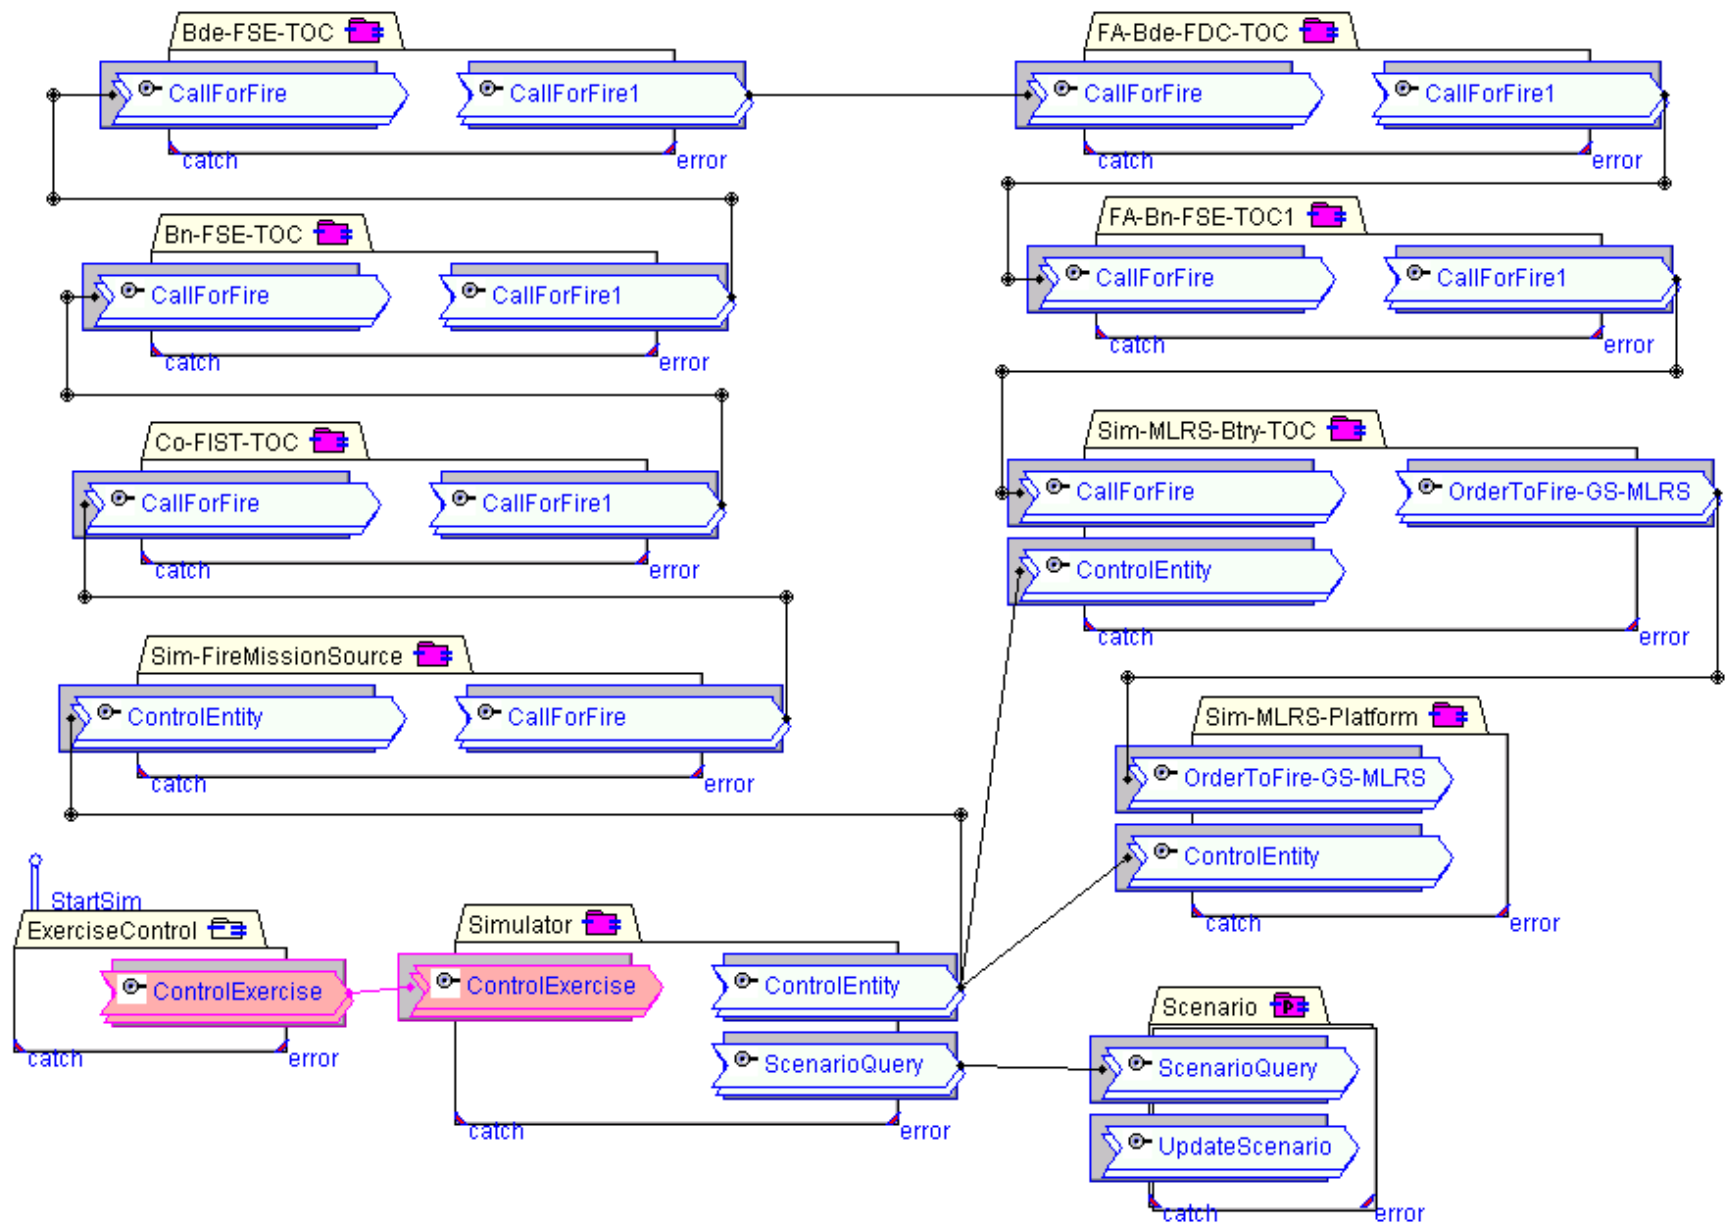 Bde-FSE-TOC
CallForFire
CallForFire1
catch
error
FA-Bde-FDC-TOC
CallForFire
CallForFire1
catch
error
Bn-FSE-TOC
CallForFire
CallForFire1
catch
error
FA-Bn-FSE-TOC1
CallForFire
CallForFire1
catch
error
Co-FIST-TOC
CallForFire
CallForFire1
catch
error
Sim-MLRS-Btry-TOC
CallForFire
OrderToFire-GS-MLRS
ControlEntity
catch
error
Sim-FireMissionSource
ControlEntity
CallForFire
catch
error
Sim-MLRS-Platform
OrderToFire-GS-MLRS
ControlEntity
catch
error
StartSim
ExerciseControl
ControlExercise
catch
error
Simulator
ControlExercise
ControlEntity
ScenarioQuery
catch
error
Scenario
P
ScenarioQuery
UpdateScenario
catch
error